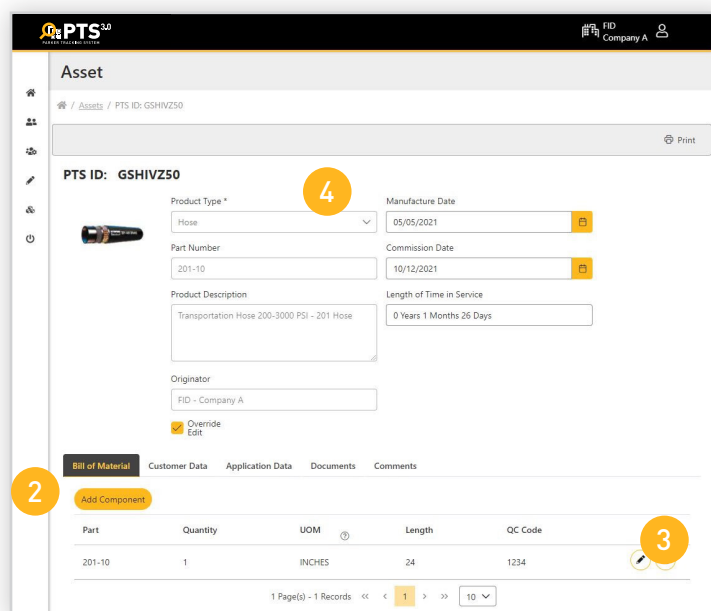 PTS 3.0
PARKER TRACKING SYSTEM
FID
Company A
Asset
/ Assets / PTS ID: GSHIVZ50
Print
PTS ID: GSHIVZ50
4
Product Type *
Manufacture Date
Hose
05/05/2021
Part Number
Commission Date
201-10
10/12/2021
Product Description
Length of Time in Service
Transportation Hose 200-3000 PSI - 201 Hose
0 Years 1 Months 26 Days
Originator
FID - Company A
Override
Edit
Bill of Material Customer Data Application Data Documents Comments
2
Add Component
Part Quantity UOM ? Length QC Code
3
201-10 1 INCHES 24 1234
1 Page(s) - 1 Records << < 1 > >> 10